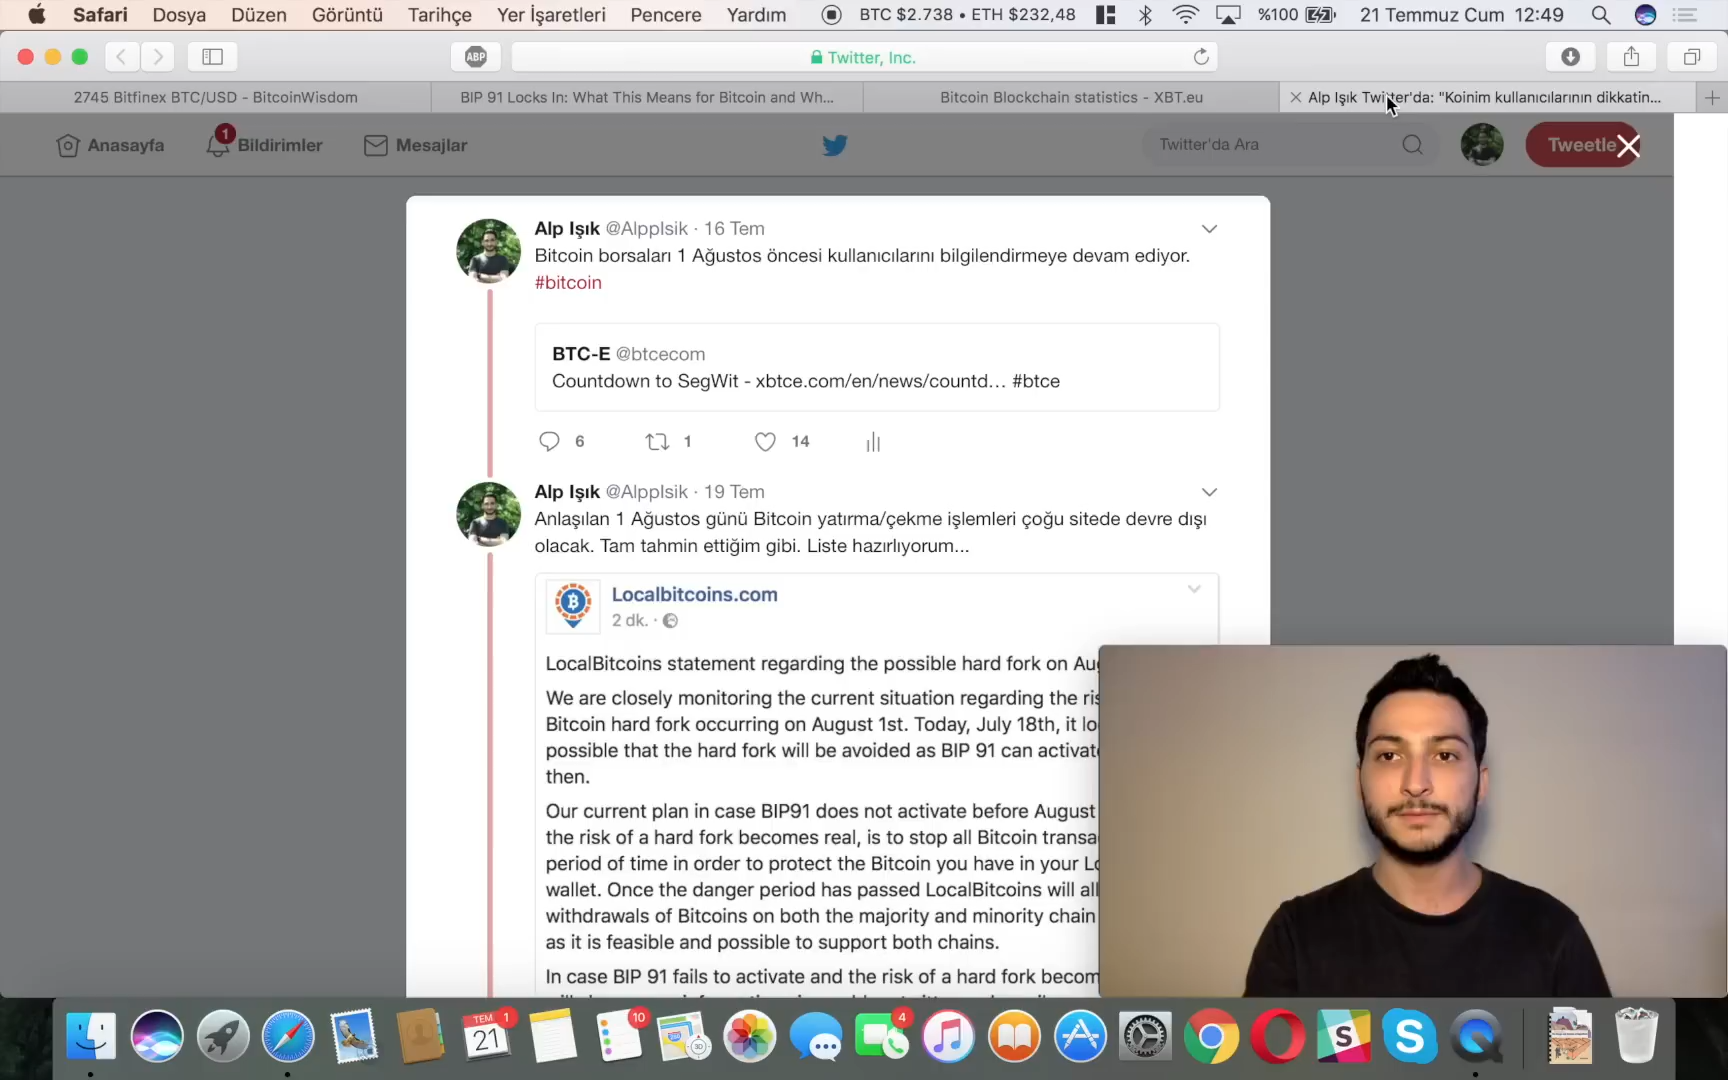 Safari Dosya Düzen Görüntü Tarihçe Yer İşaretleri Pencere Yardım BTC $2.738 • ETH $232,48 %100 21 Temmuz Cum 12:49
ABP Twitter, Inc.
2745 Bitfinex BTC/USD - BitcoinWisdom BIP 91 Locks In: What This Means for Bitcoin and Wh... Bitcoin Blockchain statistics - XBT.eu Alp Işık Twitter'da: "Koinim kullanıcılarının dikkatin...
Anasayfa 1 Bildirimler Mesajlar Twitter'da Ara Tweetle
Alp Işık @AlppIsik · 16 Tem
Bitcoin borsaları 1 Ağustos öncesi kullanıcılarını bilgilendirmeye devam ediyor.
#bitcoin
BTC-E @btcecom
Countdown to SegWit - xbtce.com/en/news/countd… #btce
6 1 14
Alp Işık @AlppIsik · 19 Tem
Anlaşılan 1 Ağustos günü Bitcoin yatırma/çekme işlemleri çoğu sitede devre dışı
olacak. Tam tahmin ettiğim gibi. Liste hazırlıyorum...
Localbitcoins.com
2 dk. ·
LocalBitcoins statement regarding the possible hard fork on Au
We are closely monitoring the current situation regarding the ris
Bitcoin hard fork occurring on August 1st. Today, July 18th, it lo
possible that the hard fork will be avoided as BIP 91 can activate
then.
Our current plan in case BIP91 does not activate before August
the risk of a hard fork becomes real, is to stop all Bitcoin transa
period of time in order to protect the Bitcoin you have in your Lo
wallet. Once the danger period has passed LocalBitcoins will all
withdrawals of Bitcoins on both the majority and minority chain
as it is feasible and possible to support both chains.
In case BIP 91 fails to activate and the risk of a hard fork becom
TEM 1 10 3D 4
21